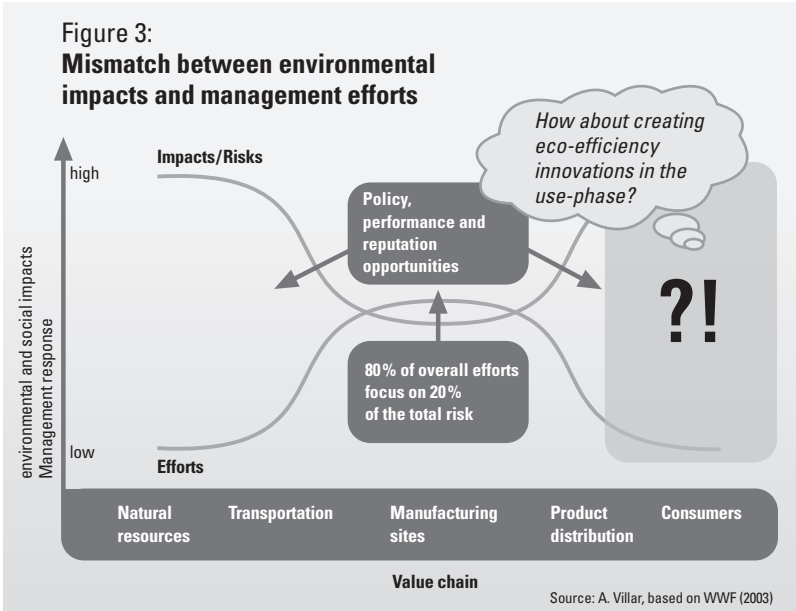 Figure 3:
Mismatch between environmental
impacts and management efforts
How about creating
eco-efficiency
innovations in the
use-phase?
Impacts/Risks
high
Policy,
performance and
reputation
opportunities
?!
environmental and social impacts
Management response
80% of overall efforts
focus on 20%
of the total risk
low
Efforts
Natural
resources
Transportation
Manufacturing
sites
Product
distribution
Consumers
Value chain
Source: A. Villar, based on WWF (2003)